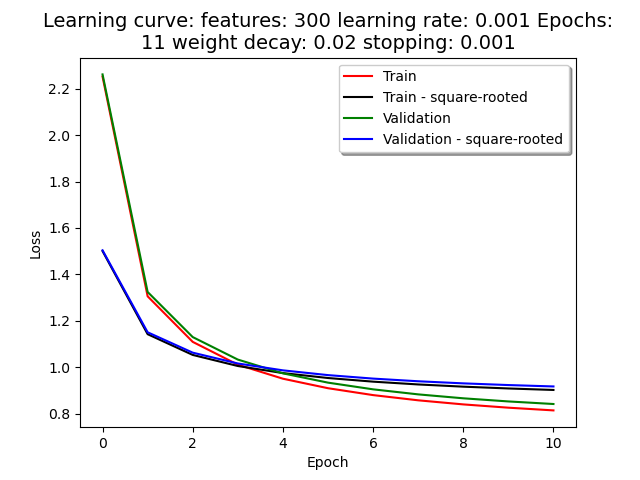 Learning curve: features: 300 learning rate: 0.001 Epochs:
11 weight decay: 0.02 stopping: 0.001
Train
Train - square-rooted
Validation
Validation - square-rooted
Loss
2.2
2.0
1.8
1.6
1.4
1.2
1.0
0.8
0 2 4 6 8 10
Epoch